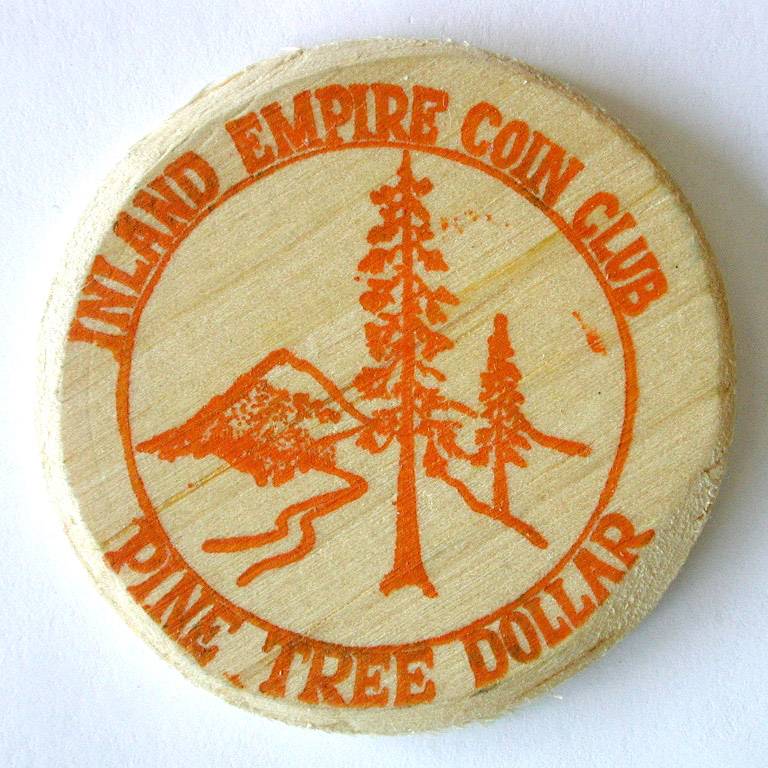 INLAND EMPIRE COIN CLUB
PINE TREE DOLLAR